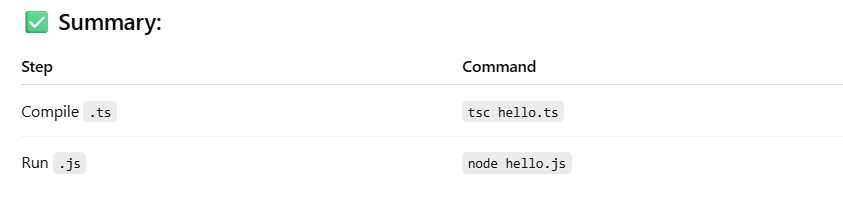 ✅ Summary:
Step Command
Compile .ts tsc hello.ts
Run .js node hello.js